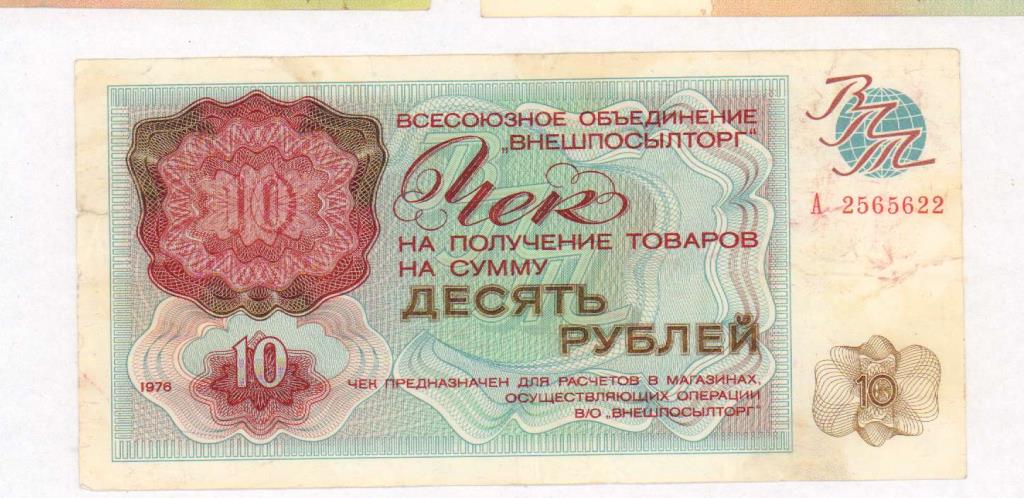 10
10
1976
ВСЕСОЮЗНОЕ ОБЪЕДИНЕНИЕ
„ВНЕШПОСЫЛТОРГ"
Чек
НА ПОЛУЧЕНИЕ ТОВАРОВ
НА СУММУ
ДЕСЯТЬ
РУБЛЕЙ
ЧЕК ПРЕДНАЗНАЧЕН ДЛЯ РАСЧЕТОВ В МАГАЗИНАХ,
ОСУЩЕСТВЛЯЮЩИХ ОПЕРАЦИИ
В/О „ВНЕШПОСЫЛТОРГ"
ВПТ
А 2565622
10